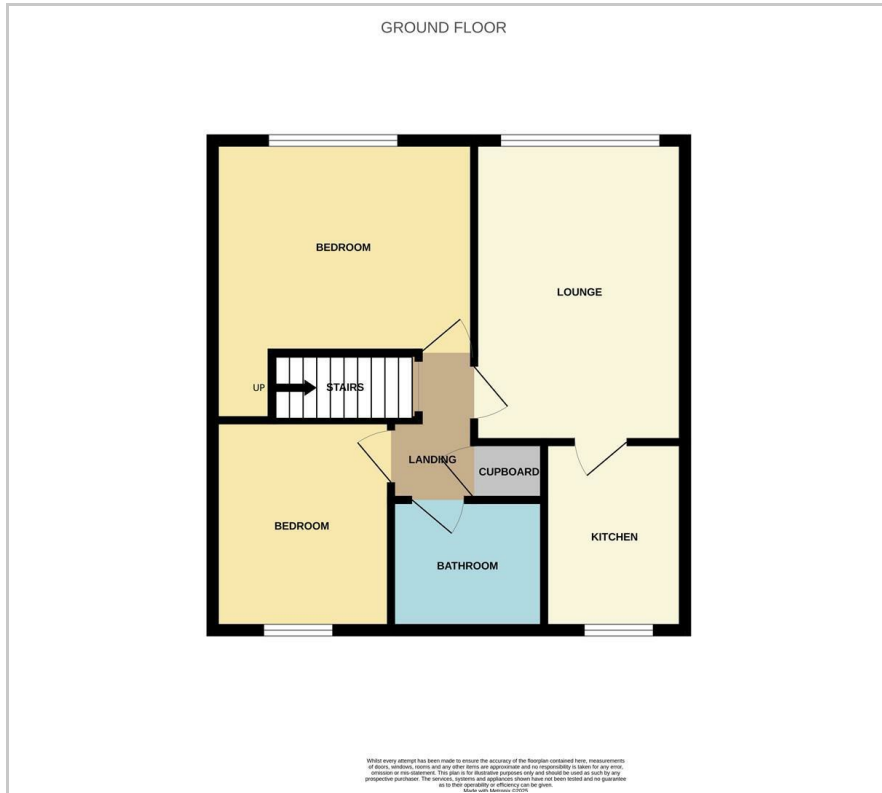 GROUND FLOOR
BEDROOM
LOUNGE
UP
STAIRS
LANDING
CUPBOARD
BEDROOM
KITCHEN
BATHROOM
Whilst every attempt has been made to ensure the accuracy of the floorplan contained here, measurements
of doors, windows, rooms and any other items are approximate and no responsibility is taken for any error,
omission or mis-statement. This plan is for illustrative purposes only and should be used as such by any
prospective purchaser. The services, systems and appliances shown have not been tested and no guarantee
as to their operability or efficiency can be given.
Made with Metropix ©2025